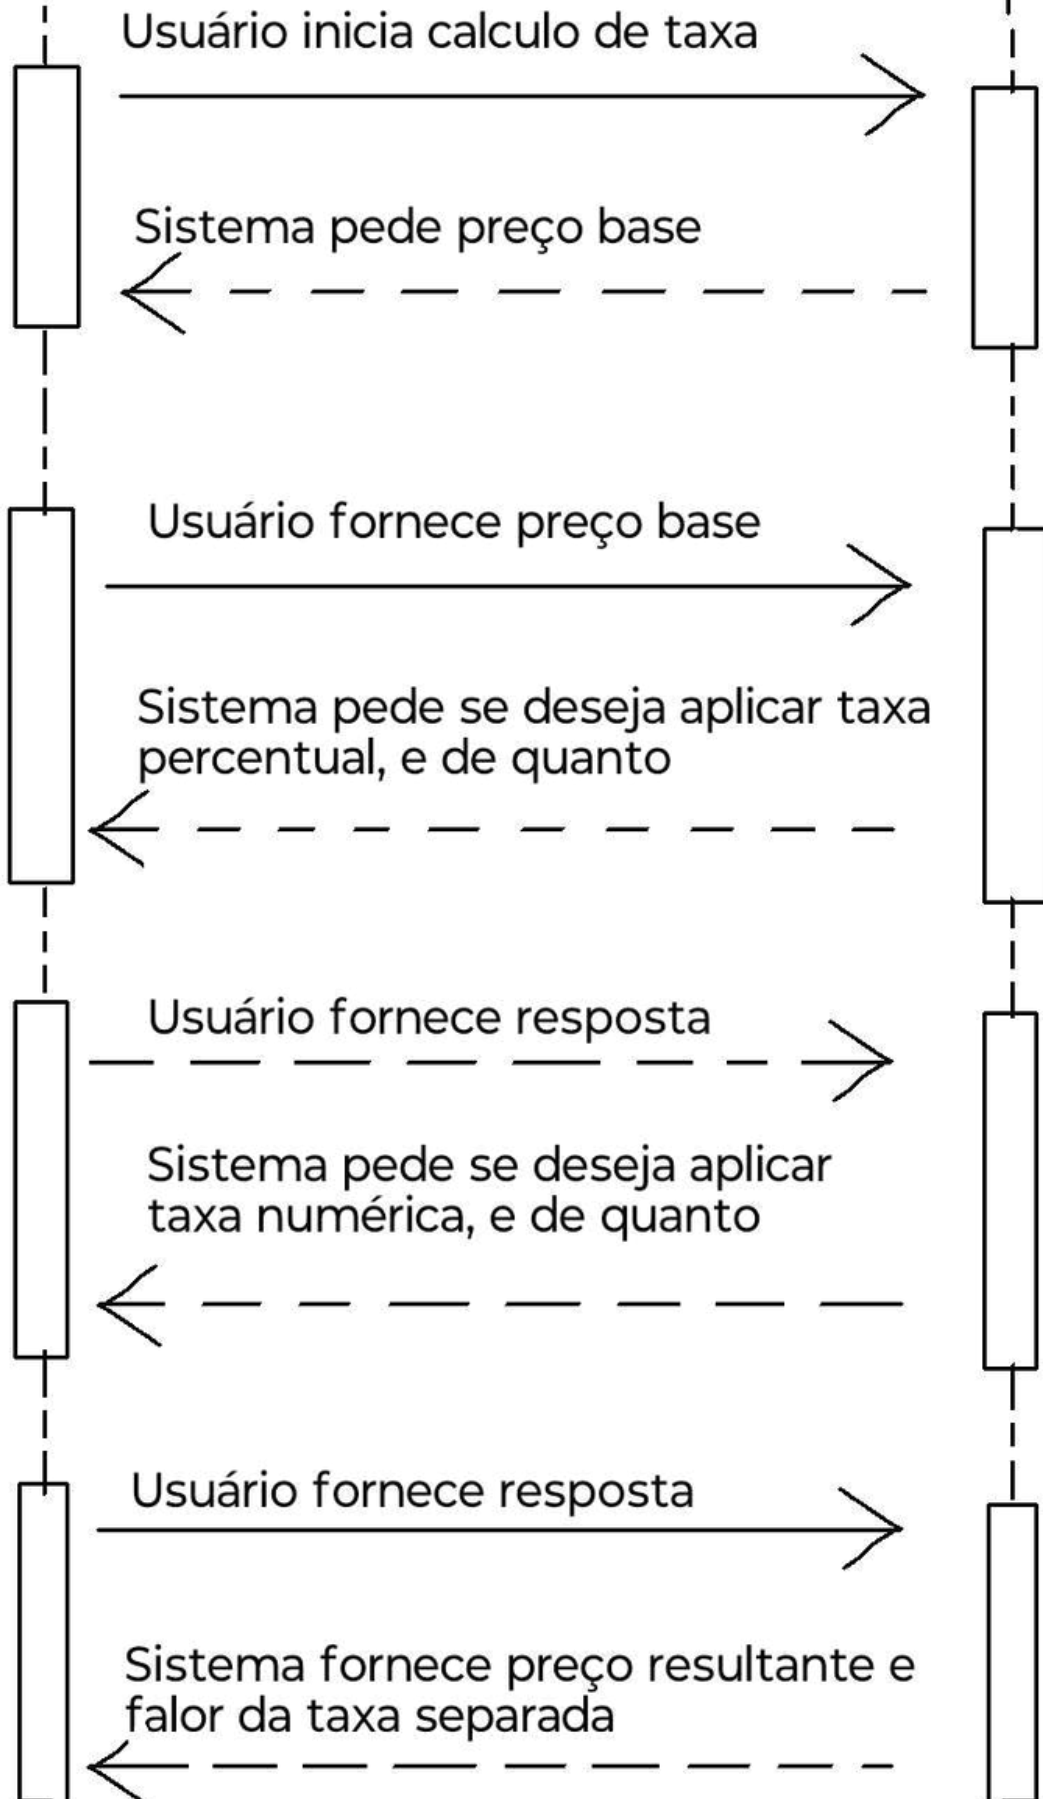 Usuário inicia calculo de taxa
Sistema pede preço base
Usuário fornece preço base
Sistema pede se deseja aplicar taxa
percentual, e de quanto
Usuário fornece resposta
Sistema pede se deseja aplicar
taxa numérica, e de quanto
Usuário fornece resposta
Sistema fornece preço resultante e
falor da taxa separada